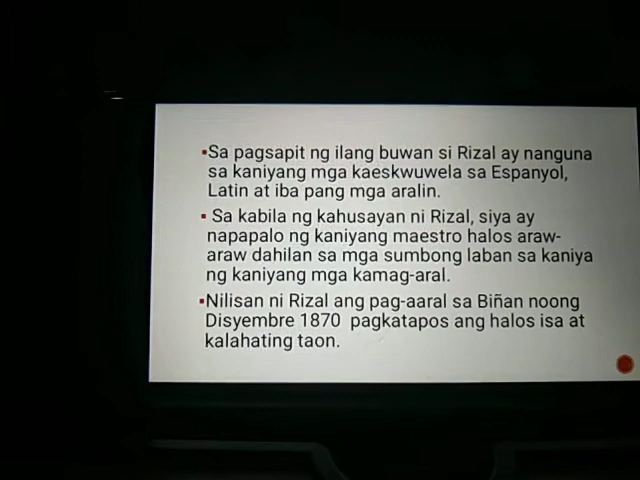 ▪Sa pagsapit ng ilang buwan si Rizal ay nanguna
sa kaniyang mga kaeskwuwela sa Espanyol,
Latin at iba pang mga aralin.
▪ Sa kabila ng kahusayan ni Rizal, siya ay
napapalo ng kaniyang maestro halos araw-
araw dahilan sa mga sumbong laban sa kaniya
ng kaniyang mga kamag-aral.
▪Nilisan ni Rizal ang pag-aaral sa Biñan noong
Disyembre 1870 pagkatapos ang halos isa at
kalahating taon.